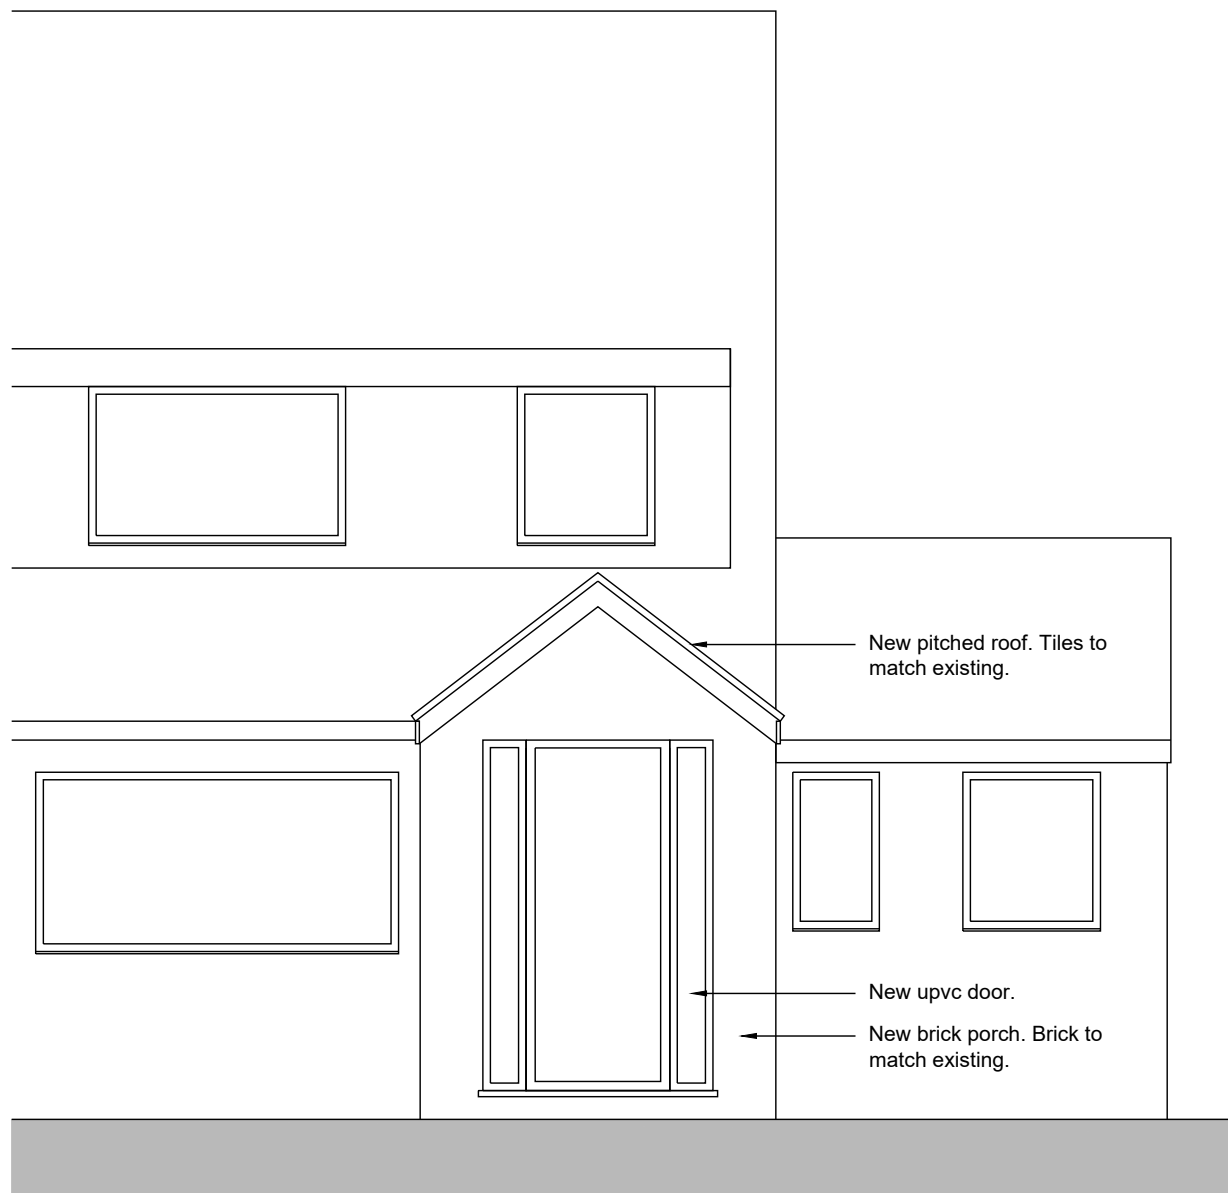 New pitched roof. Tiles to
match existing.
New upvc door.
New brick porch. Brick to
match existing.